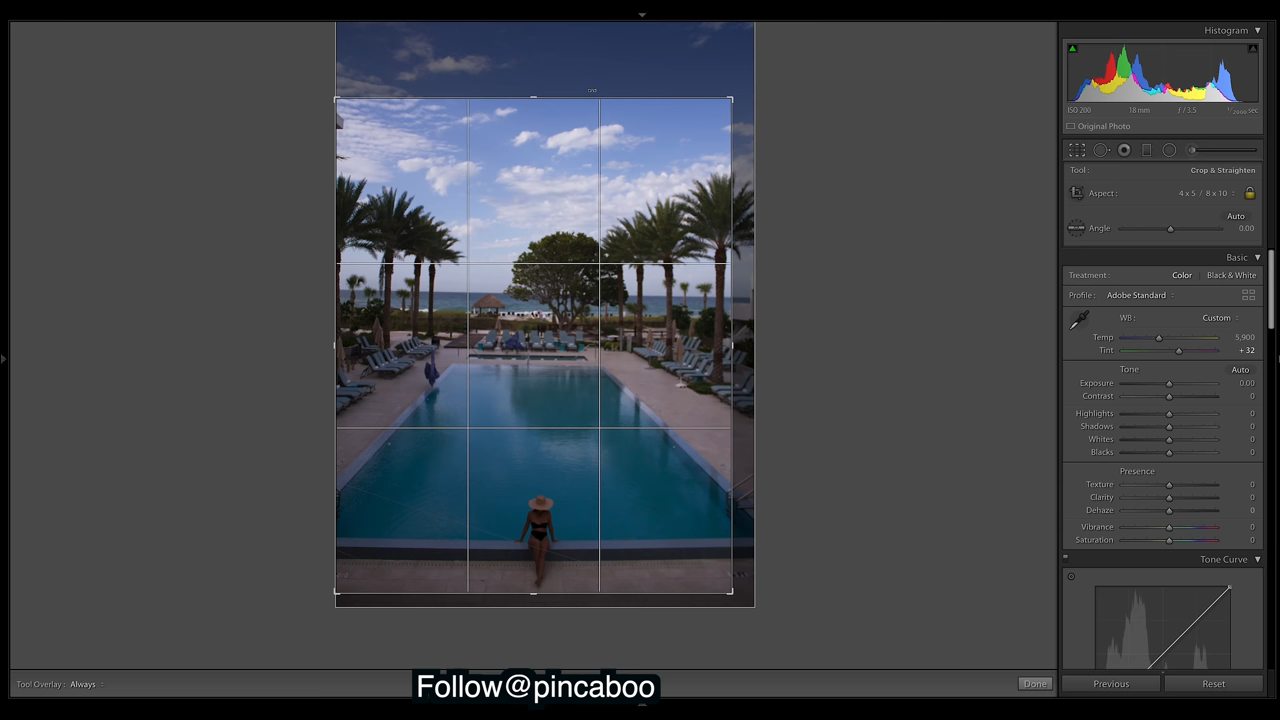 Histogram
ISO 200 18 mm ƒ / 3.5 1/2000 sec
Original Photo
Tool : Crop & Straighten
Aspect : 4 x 5 / 8 x 10
Auto
Angle 0.00
Basic
Treatment : Color Black & White
Profile : Adobe Standard
WB : Custom
Temp 5,900
Tint + 32
Tone Auto
Exposure 0.00
Contrast 0
Highlights 0
Shadows 0
Whites 0
Blacks 0
Presence
Texture 0
Clarity 0
Dehaze 0
Vibrance 0
Saturation 0
Tone Curve
Tool Overlay : Always
Done
Previous
Reset
Follow@pincaboo